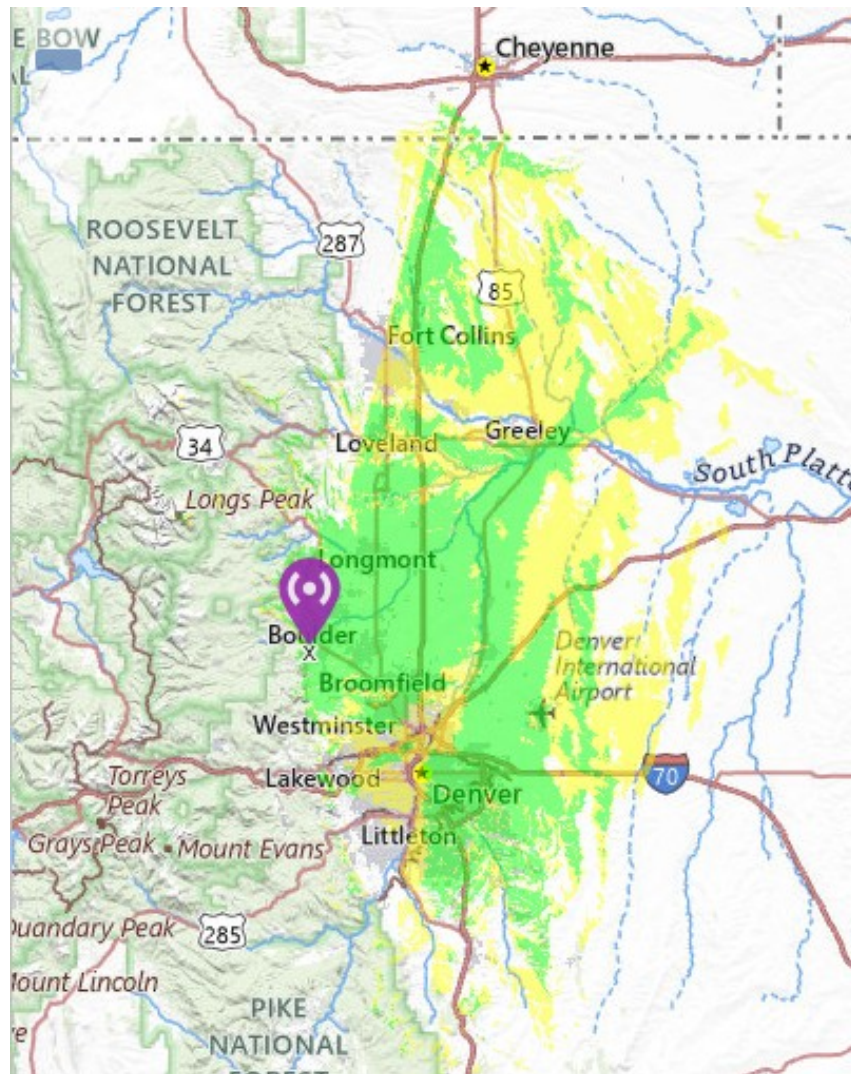 E BOW
AL
Cheyenne
ROOSEVELT
NATIONAL
FOREST
287
85
Fort Collins
34
Loveland
Greeley
South Platte
Longs Peak
Longmont
Boulder
X
Denver
International
Airport
Broomfield
Westminster
Torreys
Peak
Lakewood
70
Denver
Grays Peak
Mount Evans
Littleton
Quandary Peak
285
Mount Lincoln
PIKE
NATIONAL
FOREST